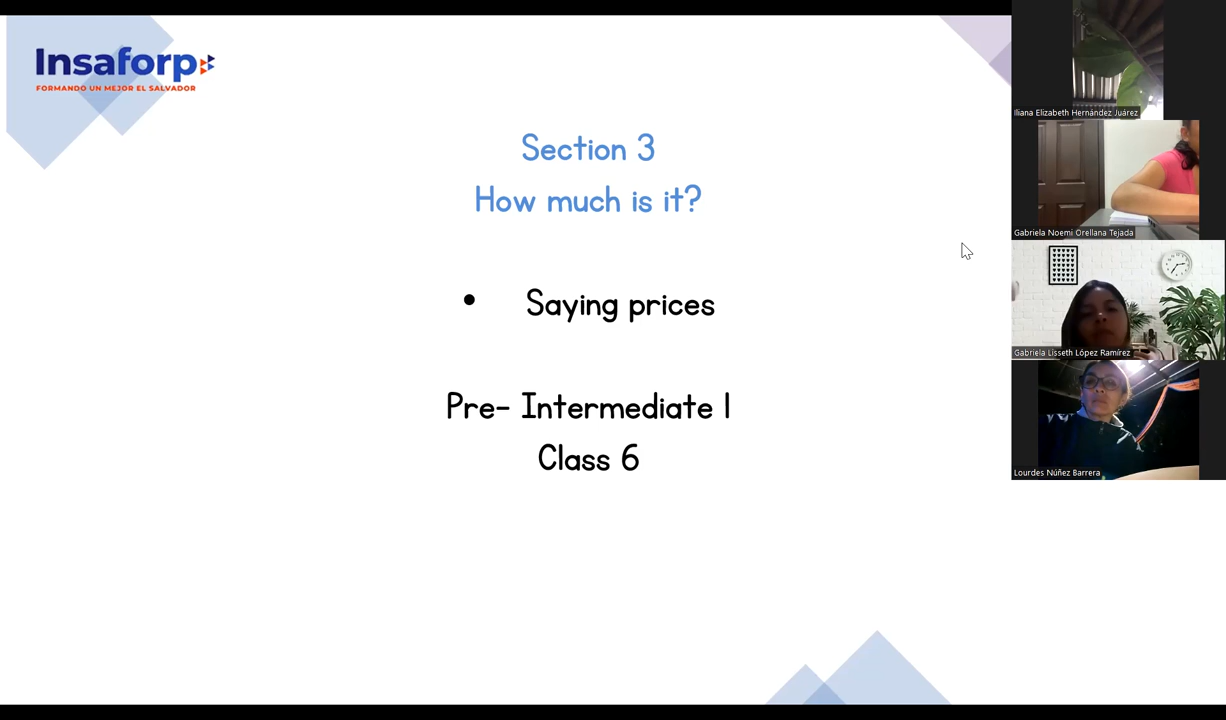 Insaforp
FORMANDO UN MEJOR EL SALVADOR
Section 3
How much is it?
• Saying prices
Pre- Intermediate I
Class 6
Iliana Elizabeth Hernández Juárez
Gabriela Noemi Orellana Tejada
Gabriela Lisseth López Ramírez
Lourdes Núñez Barrera